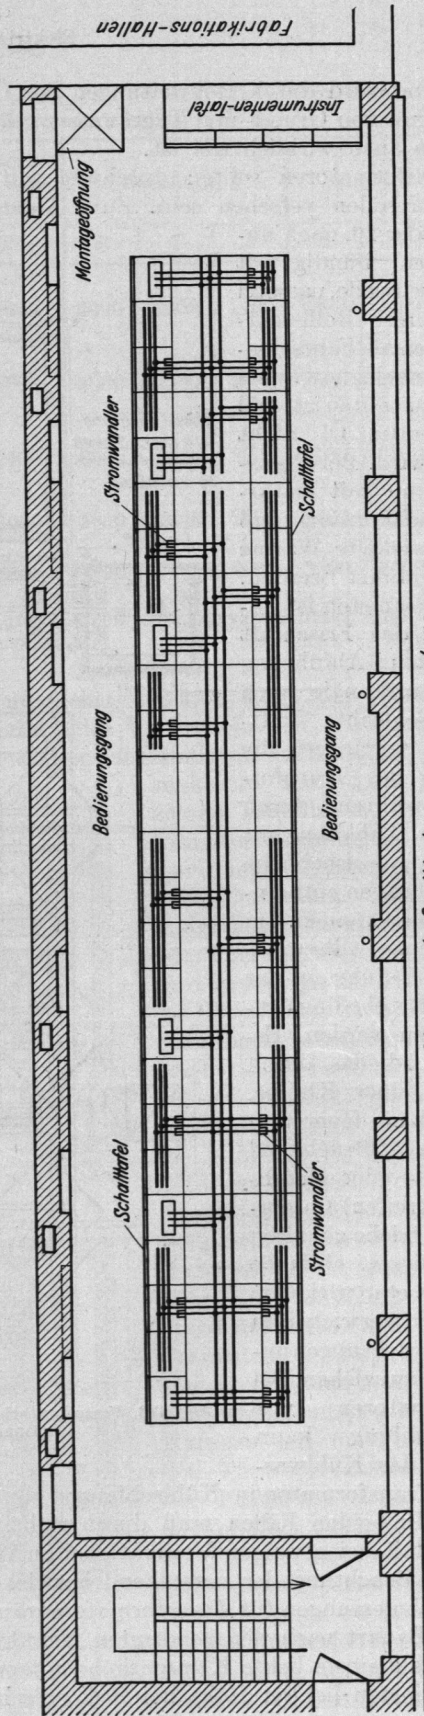 Fabrikations-Hallen
Instrumenten-tafel
Montageöffnung
Stromwandler
Schalttafel
Bedienungsgang
Bedienungsgang
Schalttafel
Stromwandler